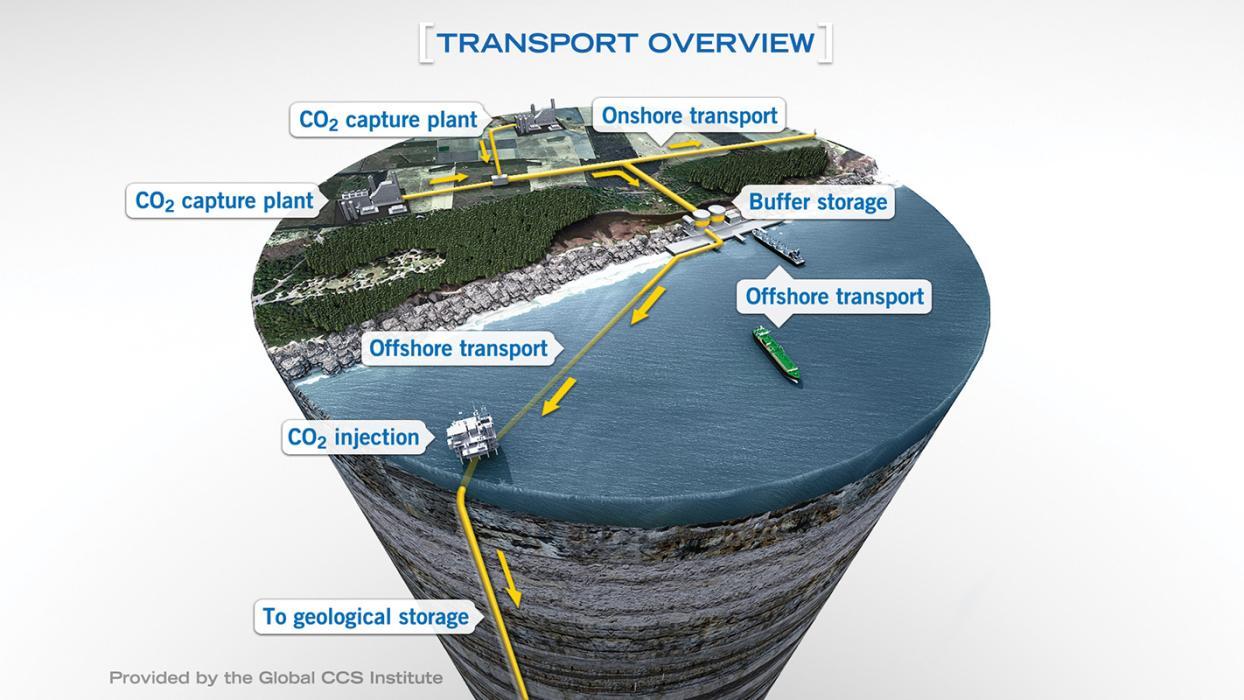 [TRANSPORT OVERVIEW]
CO₂ capture plant
Onshore transport
CO₂ capture plant
Buffer storage
Offshore transport
Offshore transport
CO₂ injection
To geological storage
Provided by the Global CCS Institute